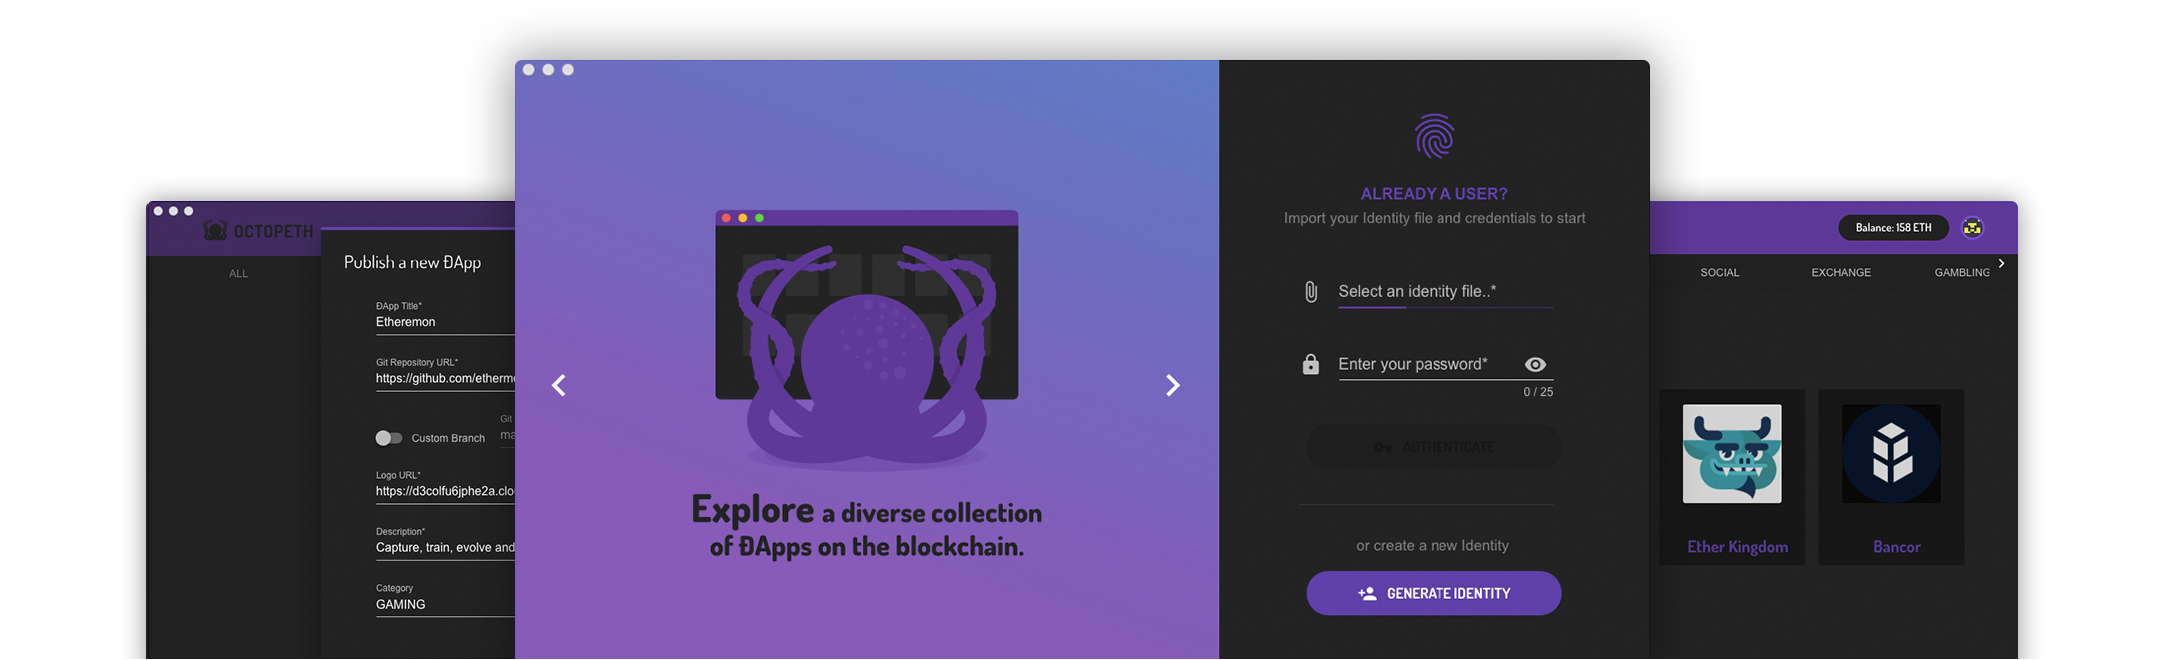 OCTOPETH
ALL
Publish a new ĐApp
ĐApp Title*
Etheremon
Git Repository URL*
https://github.com/etherm
Custom Branch
Git
ma
Logo URL*
https://d3colfu6jphe2a.clo
Description*
Capture, train, evolve and
Category
GAMING
Explore a diverse collection
of ĐApps on the blockchain.
ALREADY A USER?
Import your Identity file and credentials to start
Select an identity file..*
Enter your password*
0 / 25
AUTHENTICATE
or create a new Identity
GENERATE IDENTITY
Balance: 158 ETH
SOCIAL
EXCHANGE
GAMBLING
Ether Kingdom
Bancor